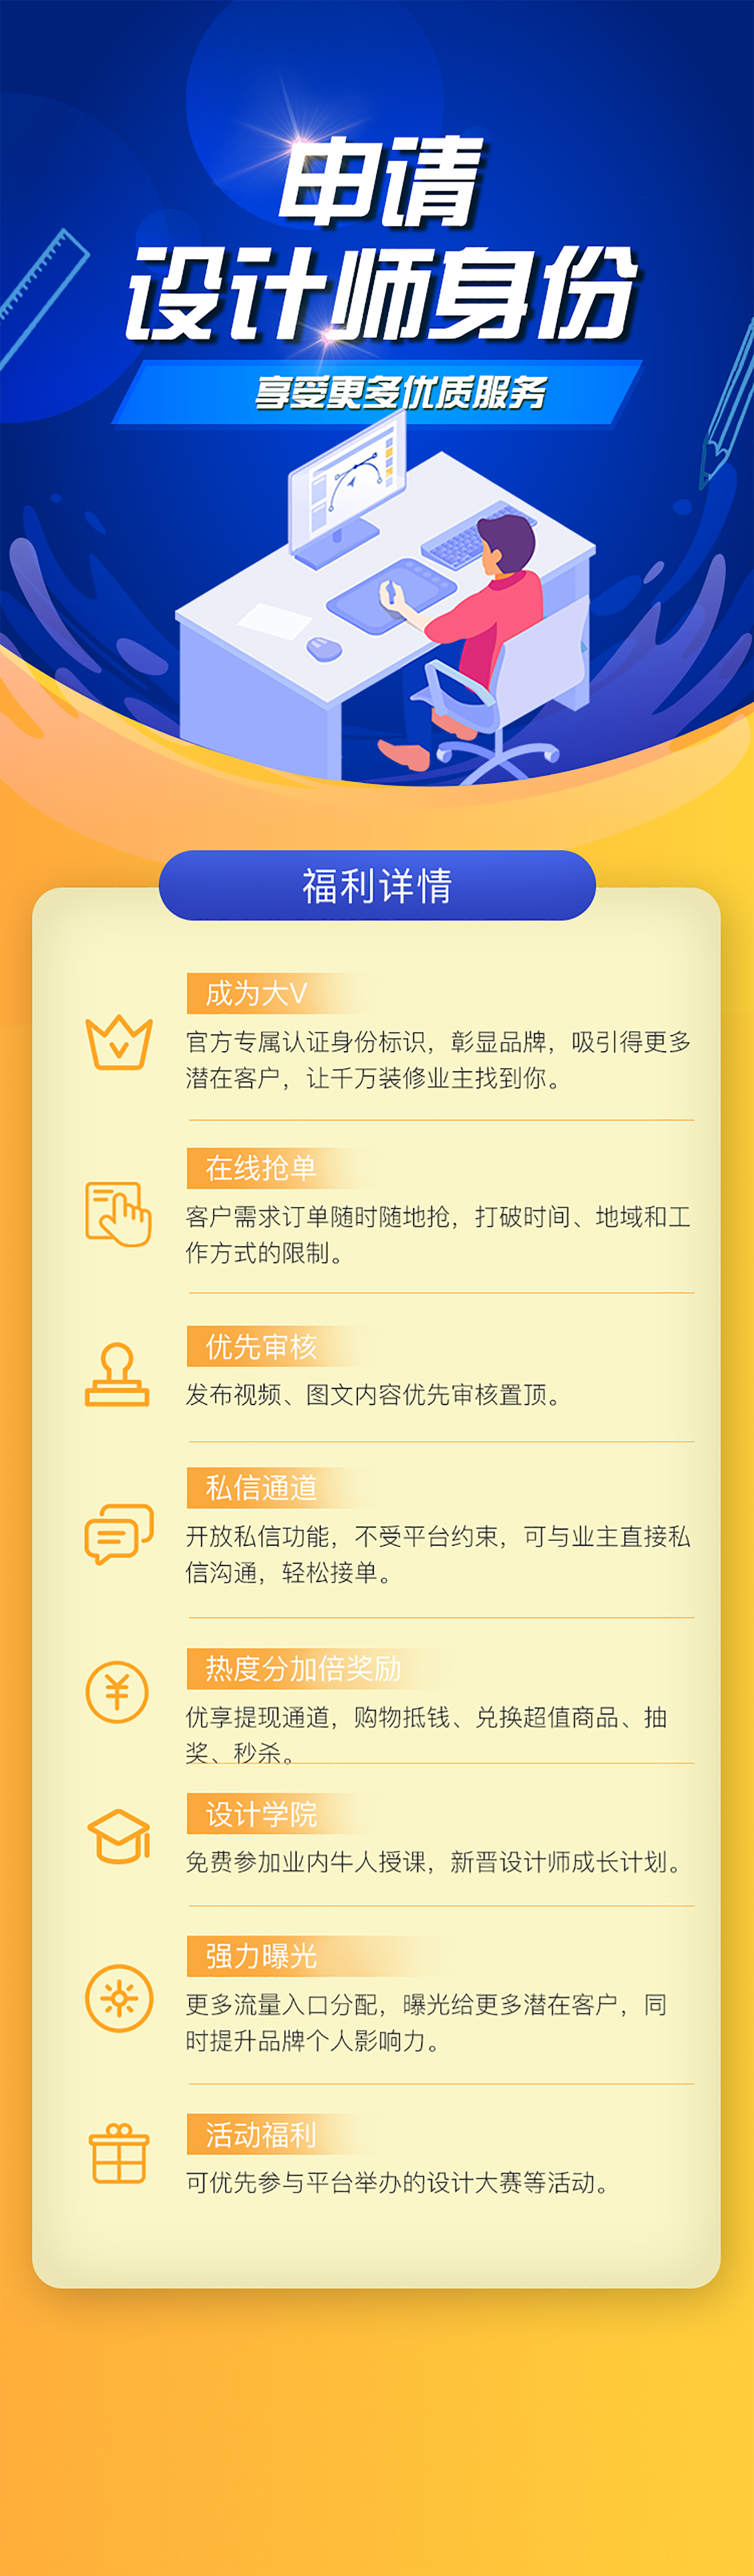 申请
设计师身份
享受更多优质服务
福利详情
成为大V
官方专属认证身份标识，彰显品牌，吸引得更多
潜在客户，让千万装修业主找到你。
在线抢单
客户需求订单随时随地抢，打破时间、地域和工
作方式的限制。
优先审核
发布视频、图文内容优先审核置顶。
私信通道
开放私信功能，不受平台约束，可与业主直接私
信沟通，轻松接单。
热度分加倍奖励
优享提现通道，购物抵钱、兑换超值商品、抽
奖、秒杀。
设计学院
免费参加业内牛人授课，新晋设计师成长计划。
强力曝光
更多流量入口分配，曝光给更多潜在客户，同
时提升品牌个人影响力。
活动福利
可优先参与平台举办的设计大赛等活动。